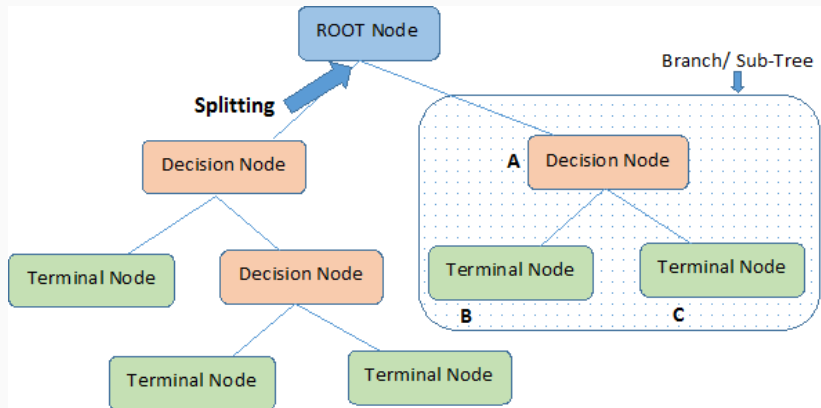 ROOT Node
Branch/ Sub-Tree
Splitting
Decision Node
A
Decision Node
Terminal Node
Decision Node
Terminal Node
Terminal Node
B
C
Terminal Node
Terminal Node